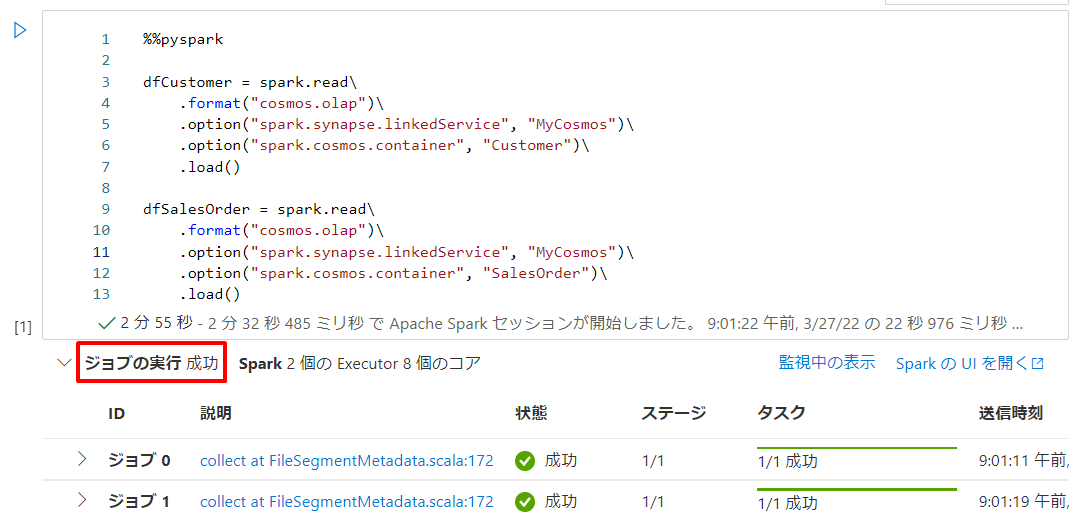 1 %%pyspark
2
3 dfCustomer = spark.read\
4 .format("cosmos.olap")\
5 .option("spark.synapse.linkedService", "MyCosmos")\
6 .option("spark.cosmos.container", "Customer")\
7 .load()
8
9 dfSalesOrder = spark.read\
10 .format("cosmos.olap")\
11 .option("spark.synapse.linkedService", "MyCosmos")\
12 .option("spark.cosmos.container", "SalesOrder")\
13 .load()
[1] 2 分 55 秒 - 2 分 32 秒 485 ミリ秒 で Apache Spark セッションが開始しました。 9:01:22 午前, 3/27/22 の 22 秒 976 ミリ秒 ...
ジョブの実行 成功 Spark 2 個の Executor 8 個のコア 監視中の表示 Spark の UI を開く
ID 説明 状態 ステージ タスク 送信時刻
ジョブ 0 collect at FileSegmentMetadata.scala:172 成功 1/1 1/1 成功 9:01:11 午前,
ジョブ 1 collect at FileSegmentMetadata.scala:172 成功 1/1 1/1 成功 9:01:19 午前,